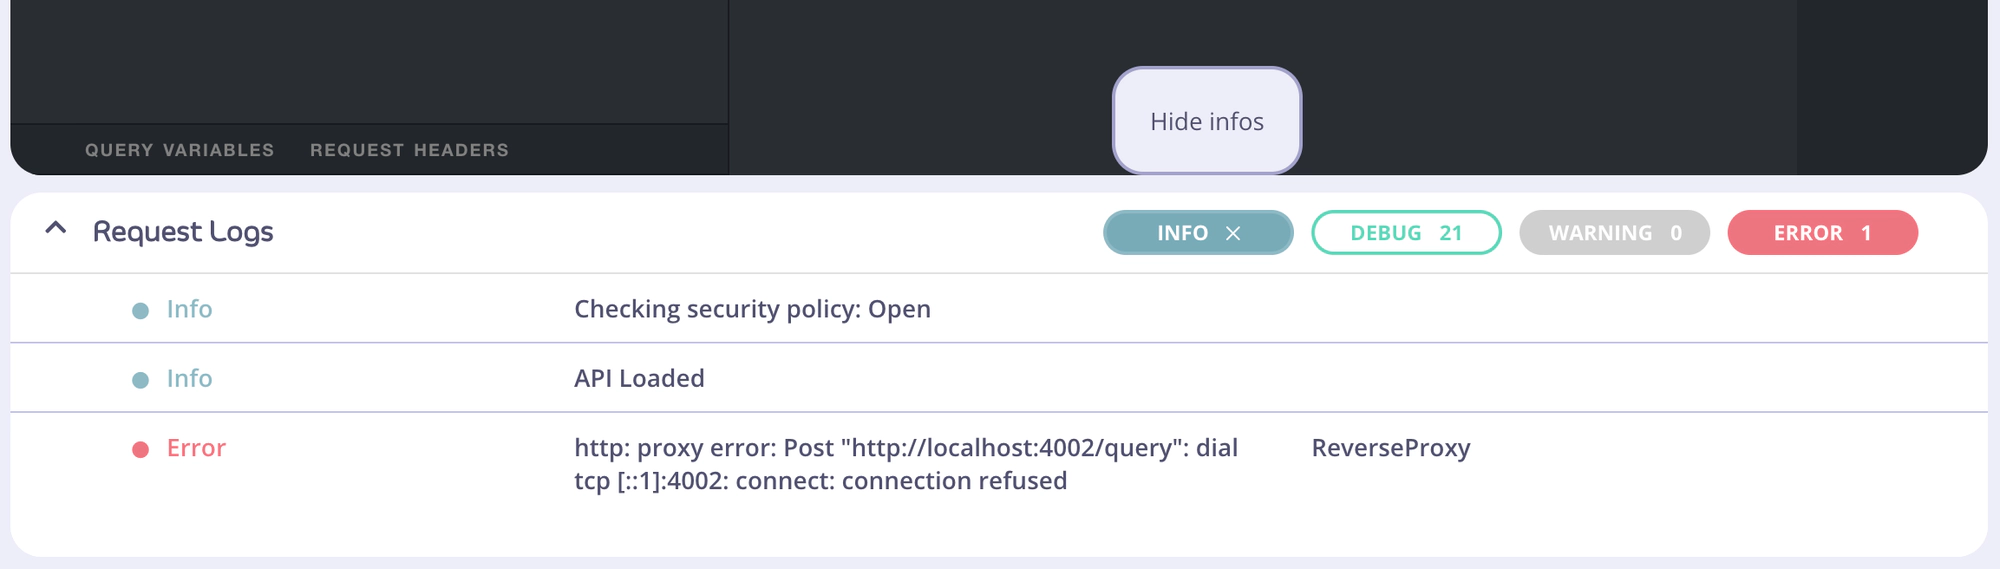 Hide infos
QUERY VARIABLES REQUEST HEADERS
Request Logs INFO × DEBUG 21 WARNING 0 ERROR 1
Info Checking security policy: Open
Info API Loaded
Error http: proxy error: Post "http://localhost:4002/query": dial ReverseProxy
tcp [::1]:4002: connect: connection refused